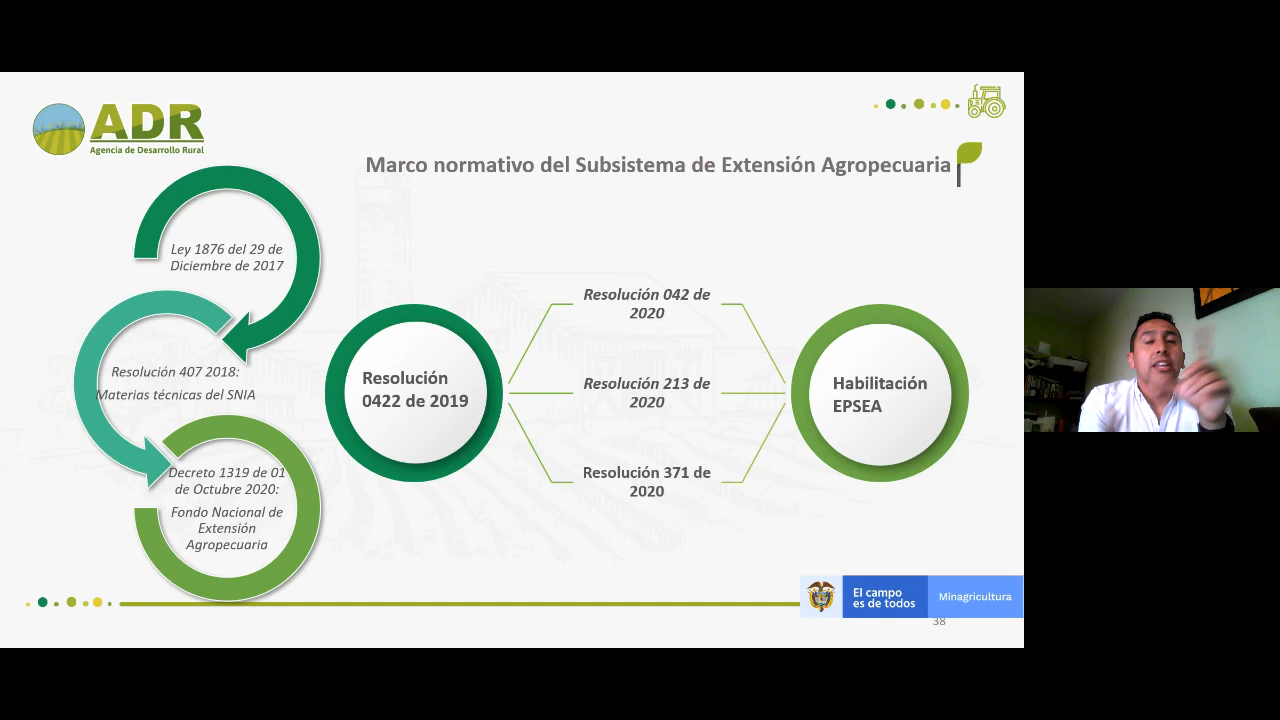 ADR
Agencia de Desarrollo Rural
Marco normativo del Subsistema de Extensión Agropecuaria
Ley 1876 del 29 de
Diciembre de 2017
Resolución 407 2018:
Materias técnicas del SNIA
Decreto 1319 de 01
de Octubre 2020:
Fondo Nacional de
Extensión
Agropecuaria
Resolución
0422 de 2019
Resolución 042 de
2020
Resolución 213 de
2020
Resolución 371 de
2020
Habilitación
EPSEA
El campo
es de todos
Minagricultura
38